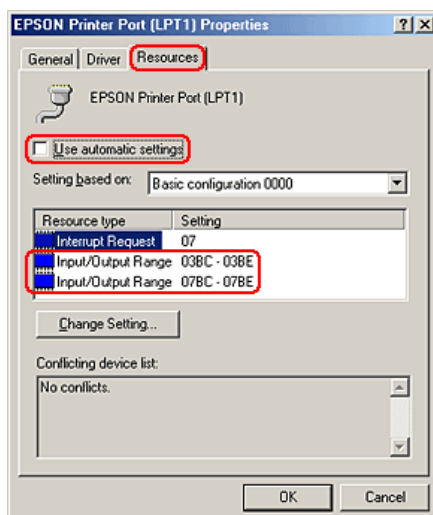 EPSON Printer Port (LPT1) Properties
General Driver Resources
EPSON Printer Port (LPT1)
Use automatic settings
Setting based on: Basic configuration 0000
Resource type Setting
Interrupt Request 07
Input/Output Range 03BC - 03BE
Input/Output Range 07BC - 07BE
Change Setting...
Conflicting device list:
No conflicts.
OK Cancel